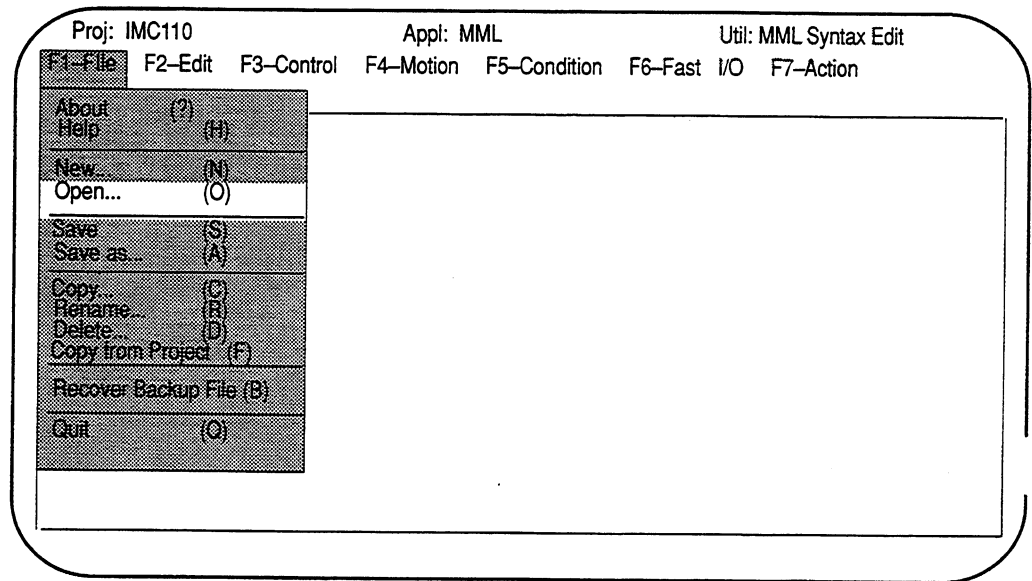 Proj: IMC110 Appl: MML Util: MML Syntax Edit
F1–File F2–Edit F3–Control F4–Motion F5–Condition F6–Fast I/O F7–Action
About (?)
Help (H)
New... (N)
Open... (O)
Save (S)
Save as... (A)
Copy... (C)
Rename... (R)
Delete... (D)
Copy from Project (F)
Recover Backup File (B)
Quit (Q)